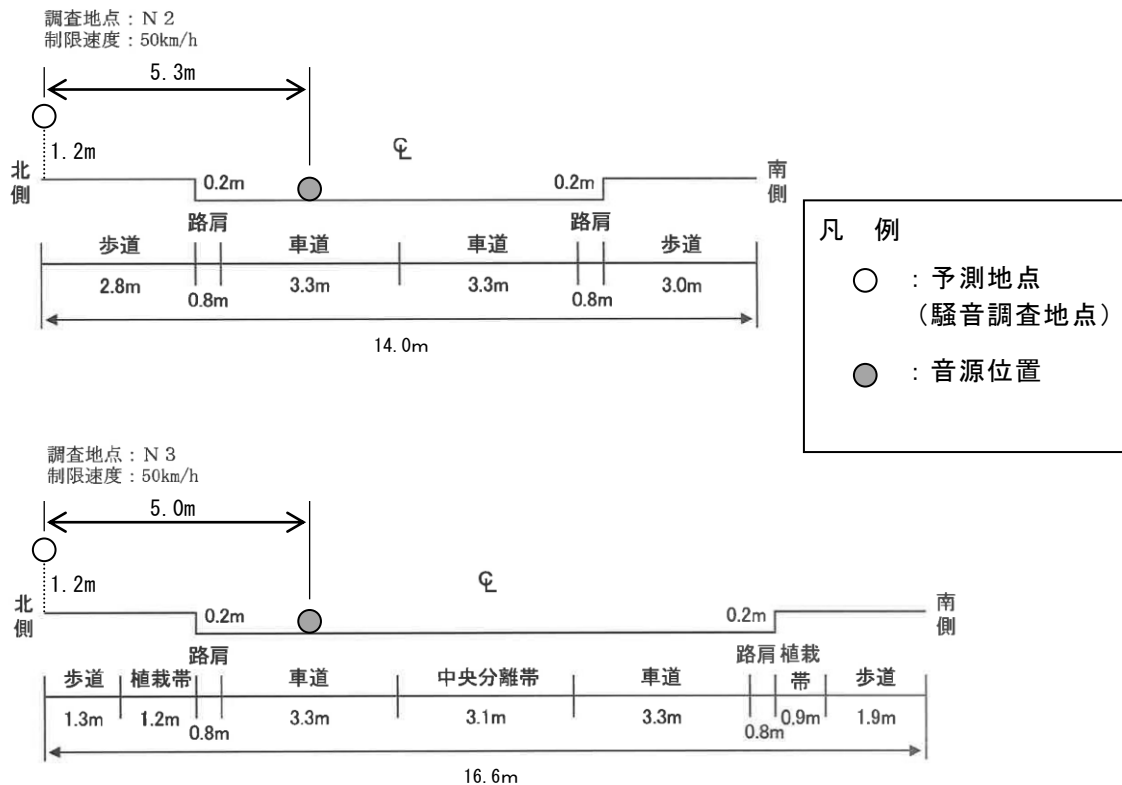 調査地点：N 2
制限速度：50km/h
5.3m
1.2m
℄
北側
0.2m
0.2m
南側
路肩
路肩
歩道
車道
車道
歩道
2.8m
0.8m
3.3m
3.3m
0.8m
3.0m
14.0m
凡 例
○ ：予測地点
（騒音調査地点）
● ：音源位置
調査地点：N 3
制限速度：50km/h
5.0m
1.2m
℄
北側
0.2m
0.2m
南側
路肩
路肩
植栽帯
歩道
植栽帯
車道
中央分離帯
車道
歩道
1.3m
1.2m
0.8m
3.3m
3.1m
3.3m
0.8m
0.9m
1.9m
16.6m